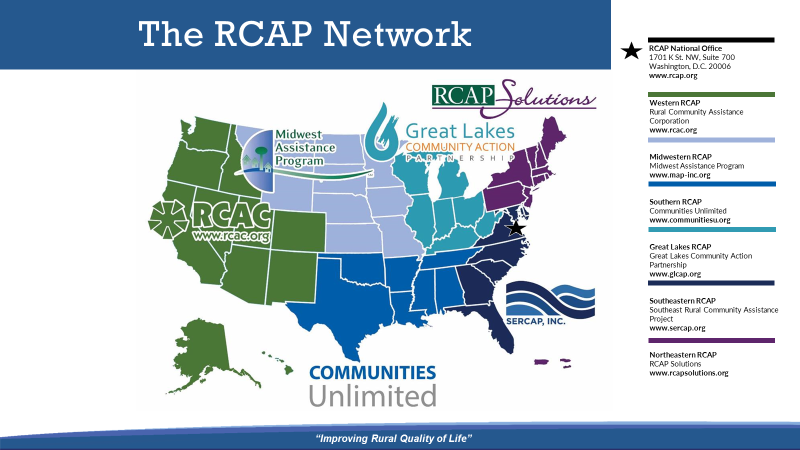 The RCAP Network
RCAP Solutions
Midwest
Assistance
Program
Great Lakes
COMMUNITY ACTION
PARTNERSHIP
RCAC
www.rcac.org
SERCAP, INC.
COMMUNITIES
Unlimited
RCAP National Office
1701 K St. NW, Suite 700
Washington, D.C. 20006
www.rcap.org
Western RCAP
Rural Community Assistance
Corporation
www.rcac.org
Midwestern RCAP
Midwest Assistance Program
www.map-inc.org
Southern RCAP
Communities Unlimited
www.communitiesu.org
Great Lakes RCAP
Great Lakes Community Action
Partnership
www.glcap.org
Southeastern RCAP
Southeast Rural Community Assistance
Project
www.sercap.org
Northeastern RCAP
RCAP Solutions
www.rcapsolutions.org
“Improving Rural Quality of Life”